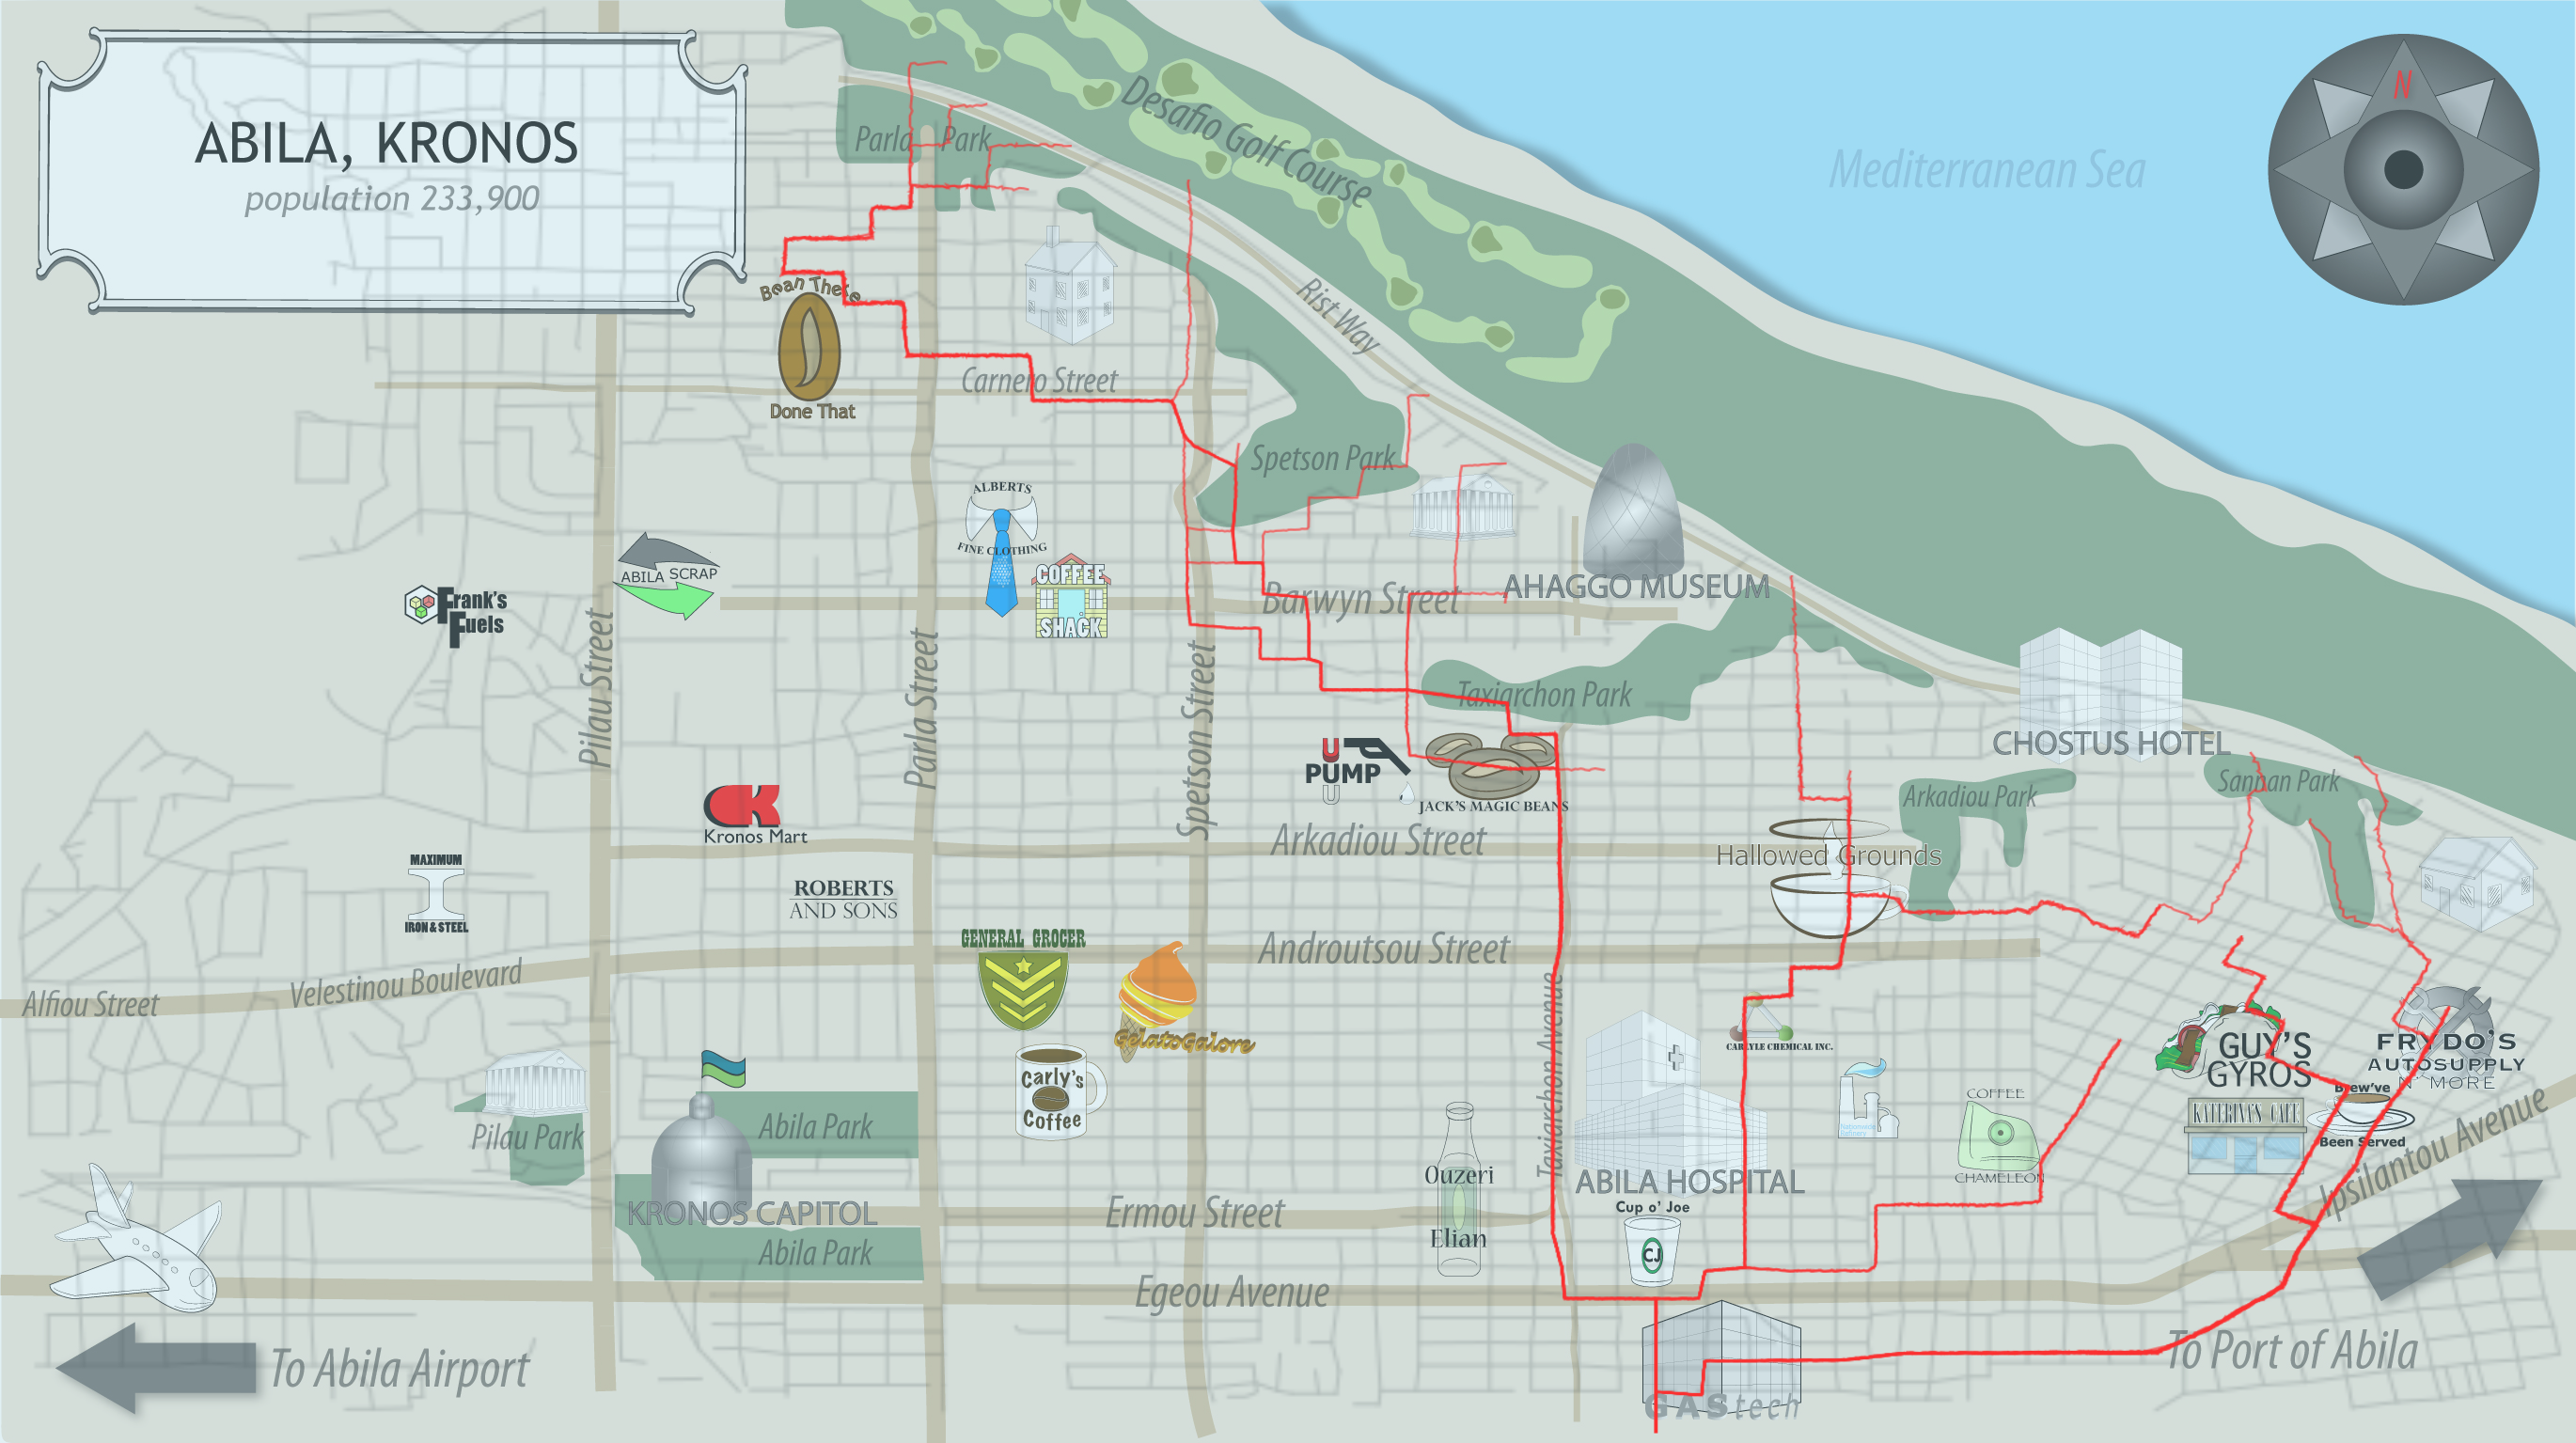 ABILA, KRONOS
population 233,900
N
Mediterranean Sea
Desafio Golf Course
Parla Park
Rist Way
Bean There
Done That
Carnero Street
Spetson Park
ALBERTS
FINE CLOTHING
COFFEE
SHACK
ABILA SCRAP
Frank's
Fuels
Barwyn Street
AHAGGO MUSEUM
Pilau Street
Parla Street
Spetson Street
Taxiarchon Park
CHOSTUS HOTEL
Sannan Park
Arkadiou Park
U
PUMP
U
JACK'S MAGIC BEANS
Kronos Mart
Arkadiou Street
Hallowed Grounds
MAXIMUM
IRON & STEEL
ROBERTS
AND SONS
GENERAL GROCER
Androutsou Street
Velestinou Boulevard
Alfiou Street
GelatoGalore
Taxiarchon Avenue
CARLYLE CHEMICAL INC.
GUY'S
GYROS
FRYDO'S
AUTOSUPPLY
N' MORE
Carly's
Coffee
Nationwide
Refinery
COFFEE
CHAMELEON
KATERINA'S CAFE
Brew've
Been Served
Ipsilantou Avenue
Abila Park
Pilau Park
Ouzeri
Elian
ABILA HOSPITAL
Cup o' Joe
CJ
KRONOS CAPITOL
Ermou Street
Abila Park
Egeou Avenue
To Abila Airport
To Port of Abila
GAStech